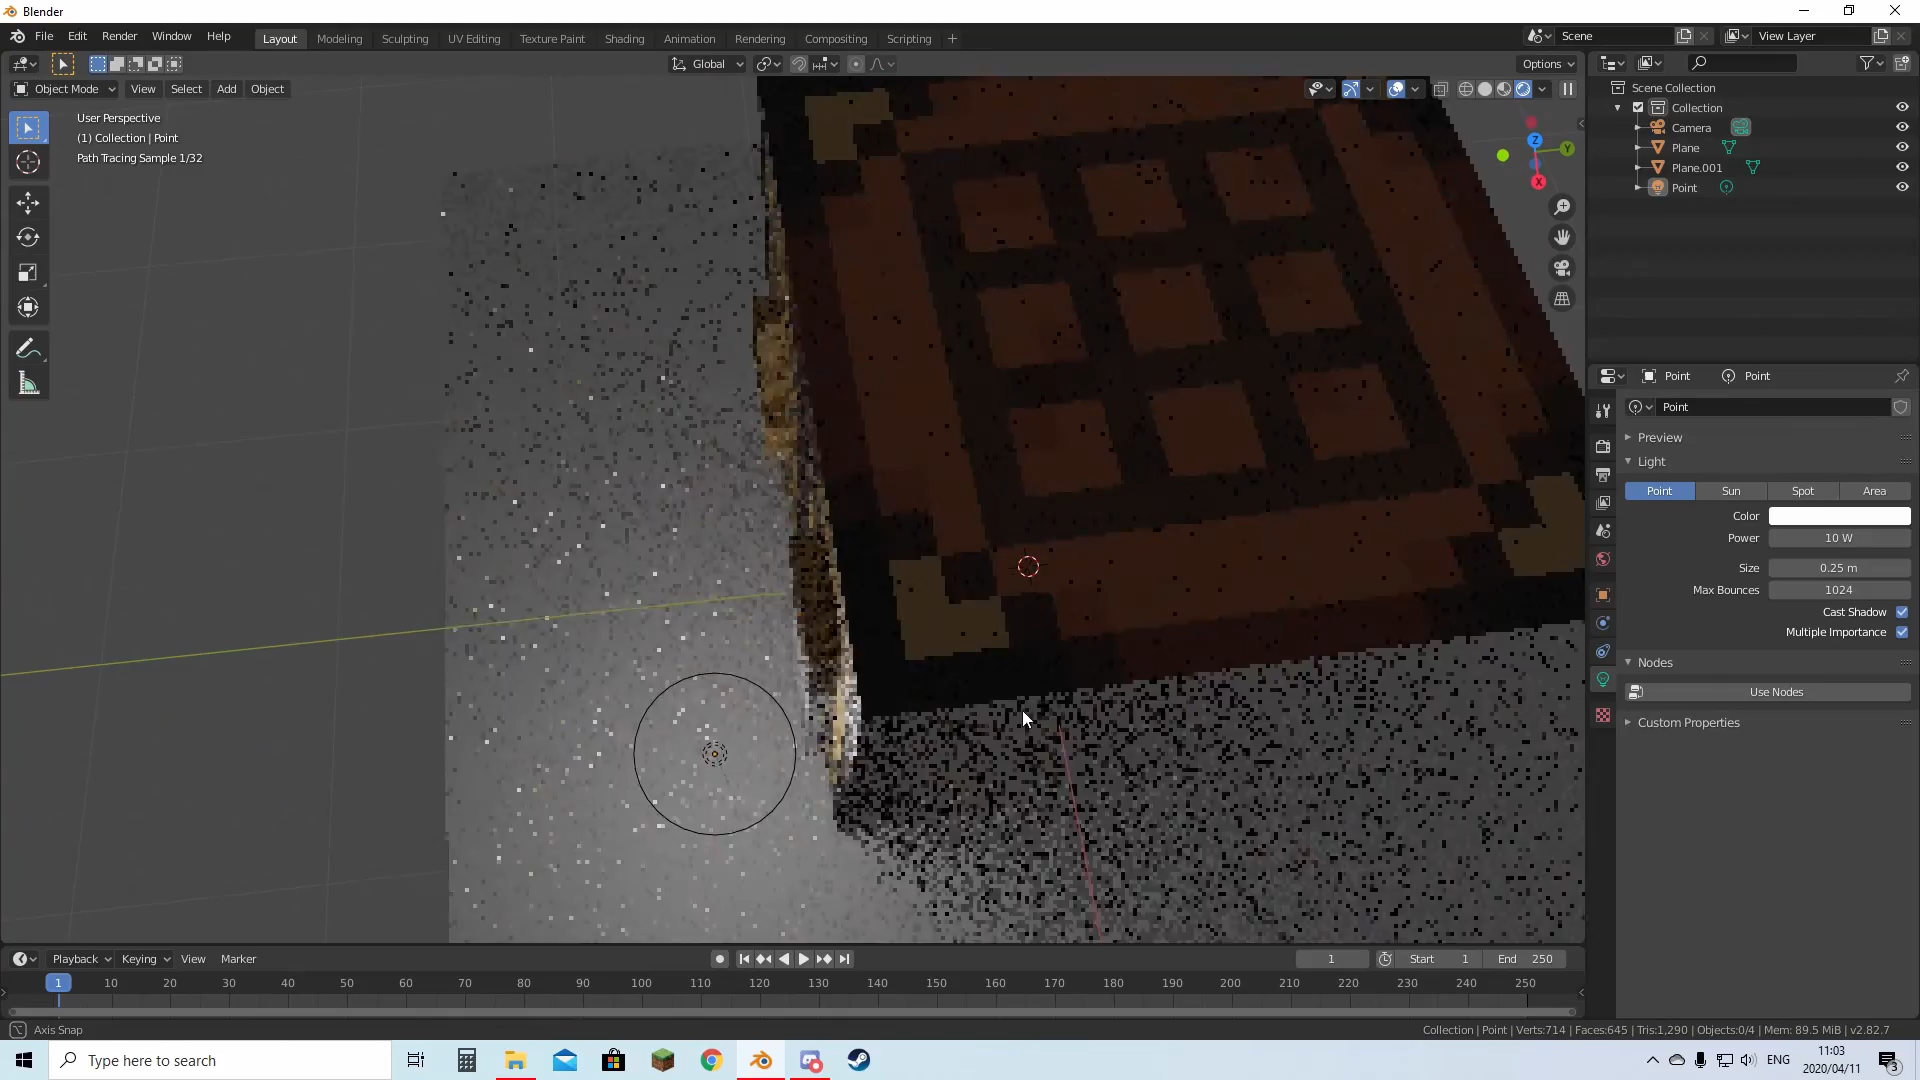 Blender
File Edit Render Window Help
Layout Modeling Sculpting UV Editing Texture Paint Shading Animation Rendering Compositing Scripting +
Scene
View Layer
Global
Options
Object Mode View Select Add Object
User Perspective
(1) Collection | Point
Path Tracing Sample 1/32
Z
Y
X
Scene Collection
Collection
Camera
Plane
Plane.001
Point
Point Point
Point
Preview
Light
Point Sun Spot Area
Color
Power 10 W
Size 0.25 m
Max Bounces 1024
Cast Shadow
Multiple Importance
Nodes
Use Nodes
Custom Properties
Playback Keying View Marker
1 Start 1 End 250
1 10 20 30 40 50 60 70 80 90 100 110 120 130 140 150 160 170 180 190 200 210 220 230 240 250
Axis Snap
Collection | Point | Verts:714 | Faces:645 | Tris:1,290 | Objects:0/4 | Mem: 89.5 MiB | v2.82.7
Type here to search
ENG
11:03
2020/04/11
3